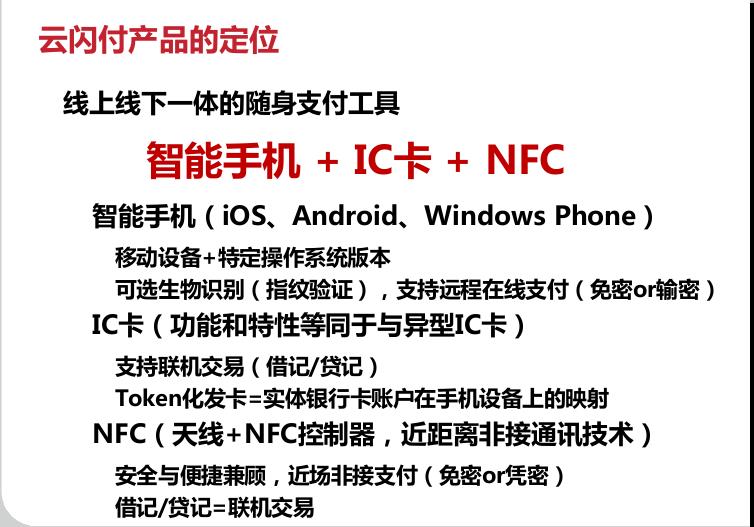 云闪付产品的定位
线上线下一体的随身支付工具
智能手机 + IC卡 + NFC
智能手机（iOS、Android、Windows Phone）
移动设备+特定操作系统版本
可选生物识别（指纹验证），支持远程在线支付（免密or输密）
IC卡（功能和特性等同于与异型IC卡）
支持联机交易（借记/贷记）
Token化发卡=实体银行卡账户在手机设备上的映射
NFC（天线+NFC控制器，近距离非接通讯技术）
安全与便捷兼顾，近场非接支付（免密or凭密）
借记/贷记=联机交易